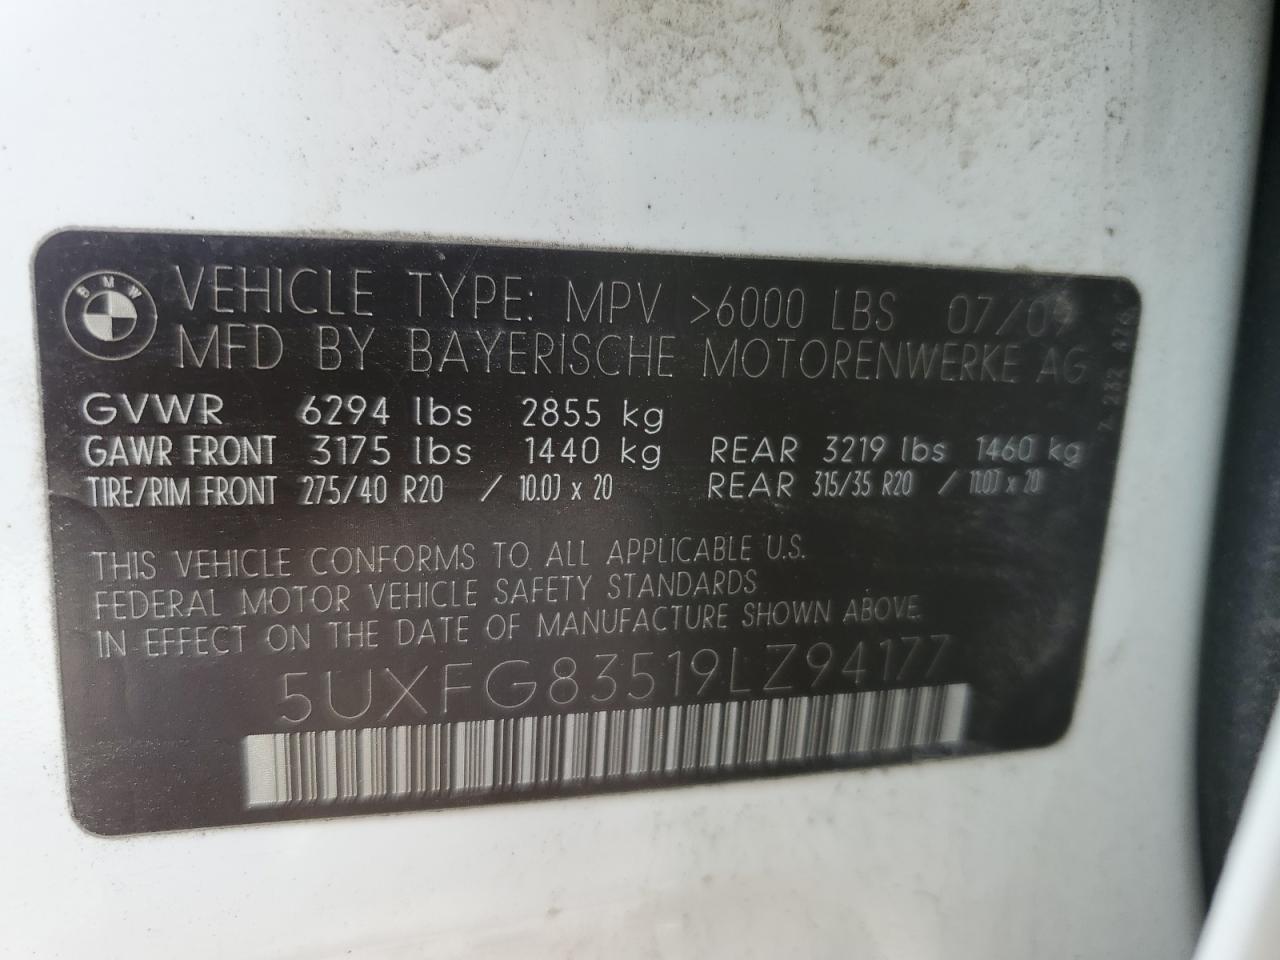 BMW
VEHICLE TYPE: MPV >6000 LBS 07/09
MFD BY BAYERISCHE MOTORENWERKE AG
GVWR 6294 lbs 2855 kg
GAWR FRONT 3175 lbs 1440 kg REAR 3219 lbs 1460 kg
TIRE/RIM FRONT 275/40 R20 / 10.0J x 20 REAR 315/35 R20 / 11.0J x 20
THIS VEHICLE CONFORMS TO ALL APPLICABLE U.S.
FEDERAL MOTOR VEHICLE SAFETY STANDARDS
IN EFFECT ON THE DATE OF MANUFACTURE SHOWN ABOVE.
5UXFG83519LZ94177